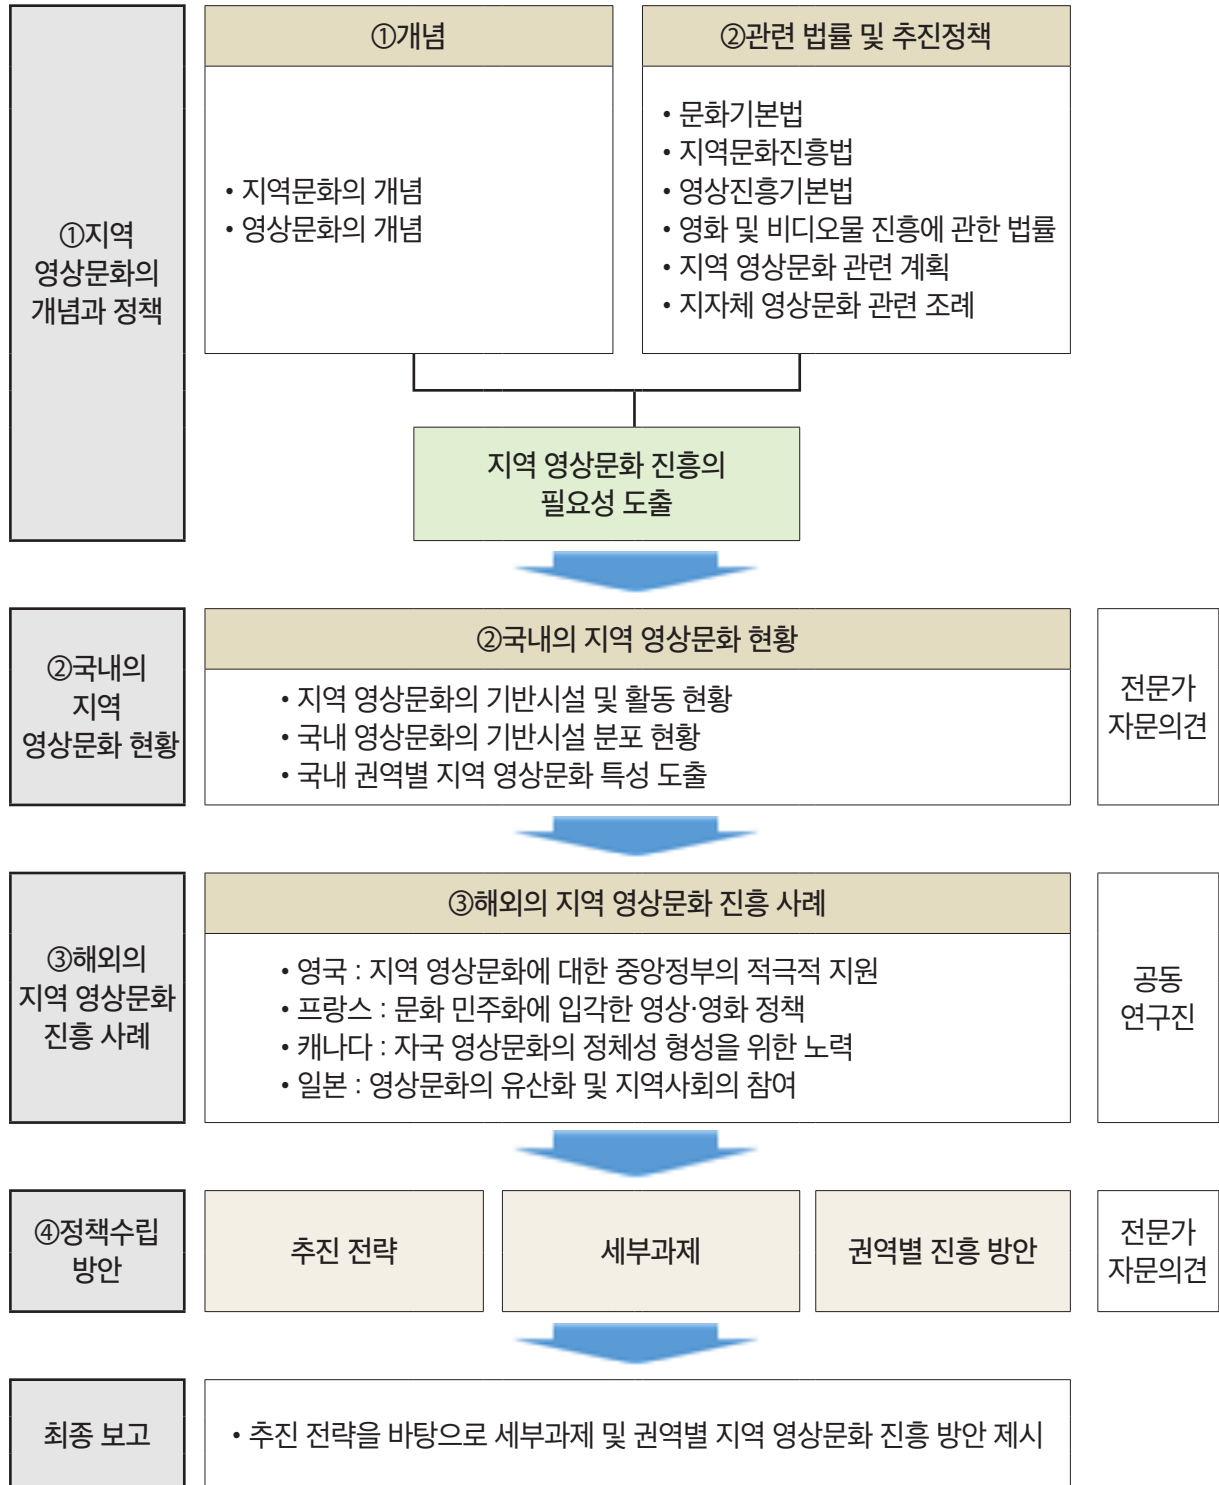 ①지역
영상문화의
개념과 정책
①개념
• 지역문화의 개념
• 영상문화의 개념
②관련 법률 및 추진정책
• 문화기본법
• 지역문화진흥법
• 영상진흥기본법
• 영화 및 비디오물 진흥에 관한 법률
• 지역 영상문화 관련 계획
• 지자체 영상문화 관련 조례
지역 영상문화 진흥의
필요성 도출
②국내의
지역
영상문화 현황
②국내의 지역 영상문화 현황
• 지역 영상문화의 기반시설 및 활동 현황
• 국내 영상문화의 기반시설 분포 현황
• 국내 권역별 지역 영상문화 특성 도출
전문가
자문의견
③해외의
지역 영상문화
진흥 사례
③해외의 지역 영상문화 진흥 사례
• 영국 : 지역 영상문화에 대한 중앙정부의 적극적 지원
• 프랑스 : 문화 민주화에 입각한 영상·영화 정책
• 캐나다 : 자국 영상문화의 정체성 형성을 위한 노력
• 일본 : 영상문화의 유산화 및 지역사회의 참여
공동
연구진
④정책수립
방안
추진 전략
세부과제
권역별 진흥 방안
전문가
자문의견
최종 보고
• 추진 전략을 바탕으로 세부과제 및 권역별 지역 영상문화 진흥 방안 제시